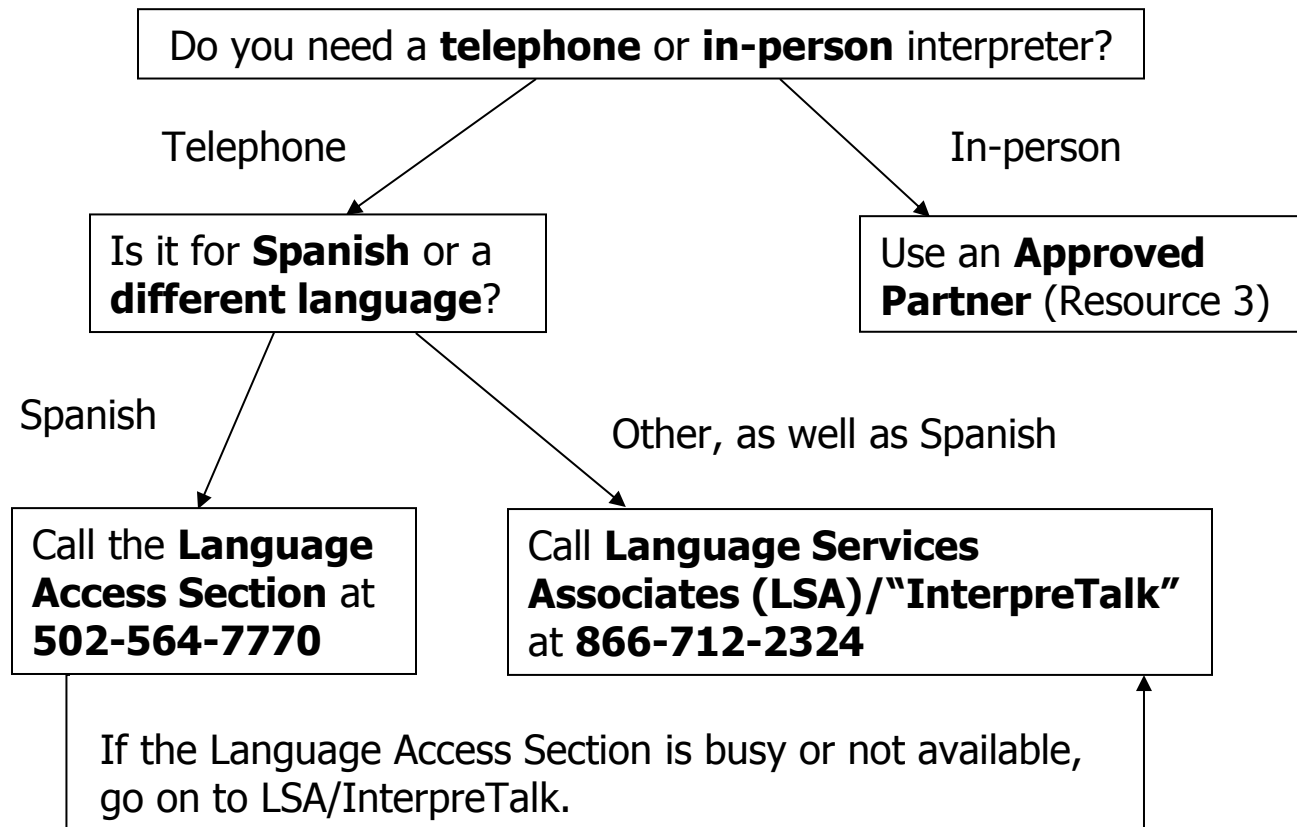 Do you need a telephone or in-person interpreter?
Telephone
In-person
Is it for Spanish or a
different language?
Use an Approved
Partner (Resource 3)
Spanish
Other, as well as Spanish
Call the Language
Access Section at
502-564-7770
Call Language Services
Associates (LSA)/“InterpreTalk”
at 866-712-2324
If the Language Access Section is busy or not available,
go on to LSA/InterpreTalk.